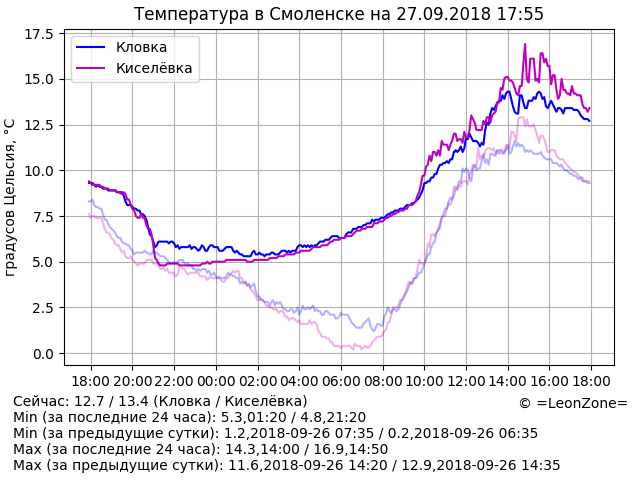 Температура в Смоленске на 27.09.2018 17:55
градусов Цельсия, °C
17.5
15.0
12.5
10.0
7.5
5.0
2.5
0.0
Кловка
Киселёвка
18:00 20:00 22:00 00:00 02:00 04:00 06:00 08:00 10:00 12:00 14:00 16:00 18:00
Сейчас: 12.7 / 13.4 (Кловка / Киселёвка)
© =LeonZone=
Min (за последние 24 часа): 5.3,01:20 / 4.8,21:20
Min (за предыдущие сутки): 1.2,2018-09-26 07:35 / 0.2,2018-09-26 06:35
Max (за последние 24 часа): 14.3,14:00 / 16.9,14:50
Max (за предыдущие сутки): 11.6,2018-09-26 14:20 / 12.9,2018-09-26 14:35